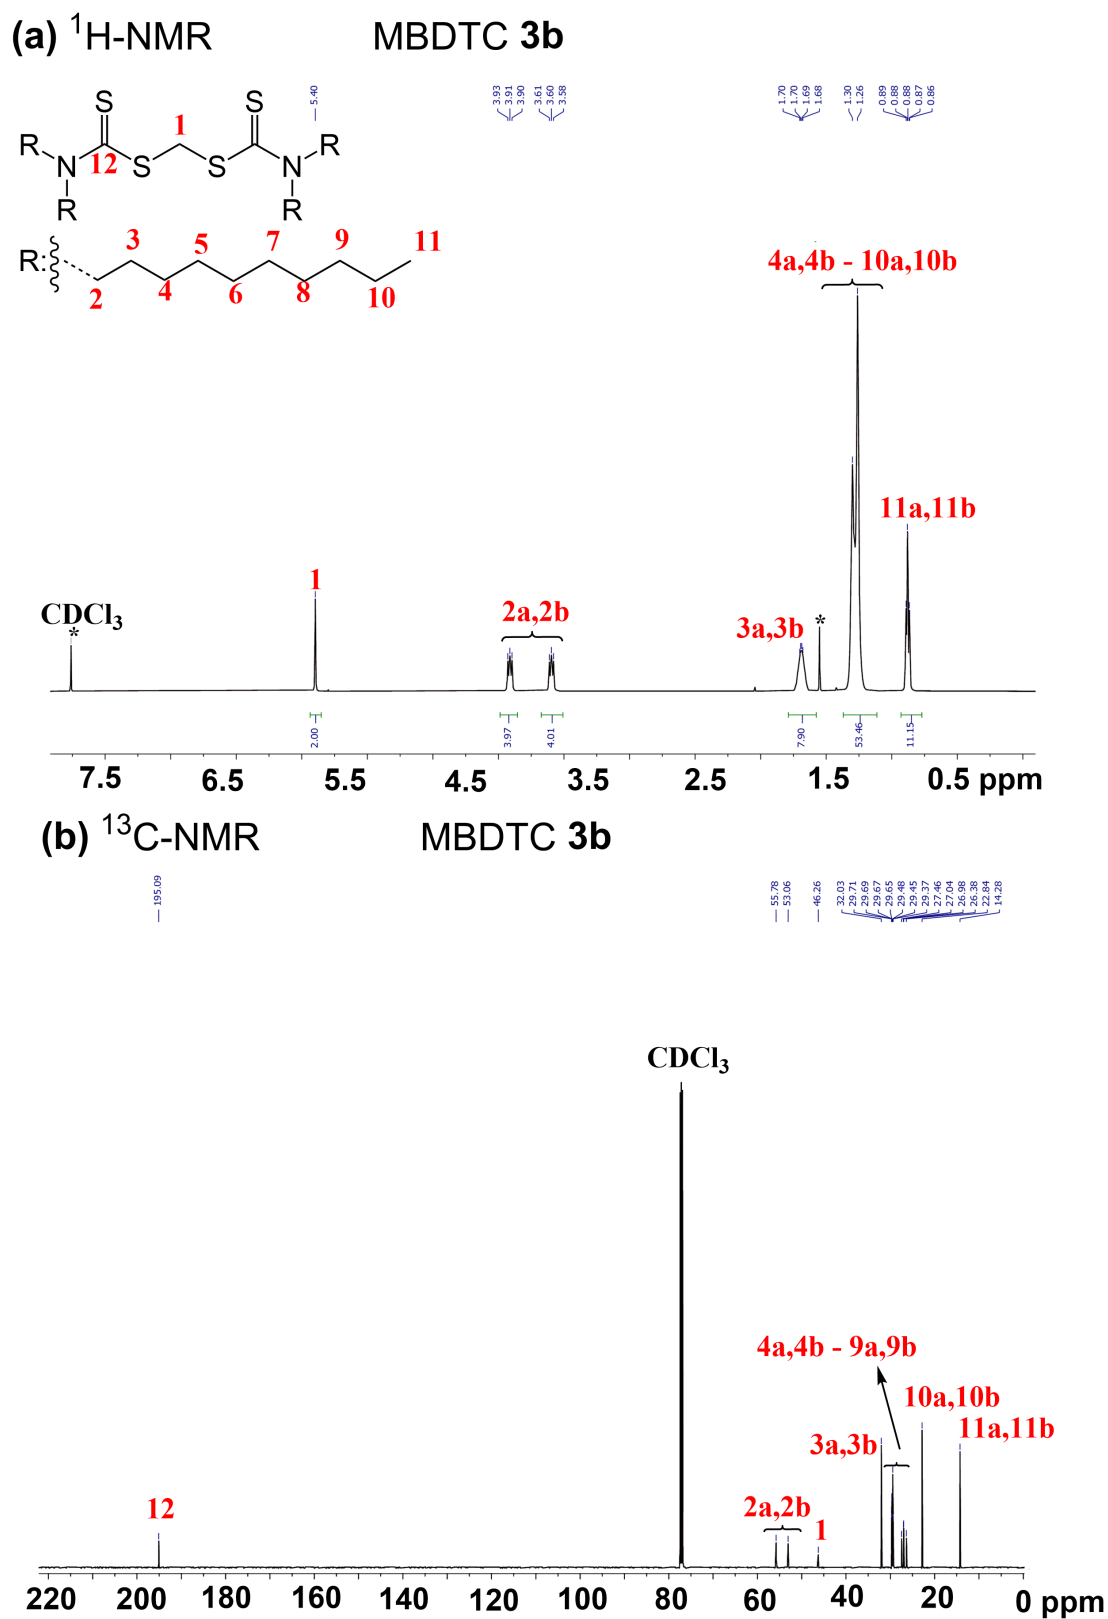 (a) ¹H-NMR MBDTC 3b
5.40
3.93
3.91
3.90
3.61
3.60
3.58
1.70
1.70
1.69
1.68
1.30
1.26
0.89
0.88
0.88
0.87
0.86
S S
1
R N 12 S S N R
R R
R:
3 5 7 9 11
2 4 6 8 10
4a,4b - 10a,10b
11a,11b
1
CDCl₃
*
2a,2b
3a,3b
*
2.00
3.97
4.01
7.90
53.46
11.15
7.5 6.5 5.5 4.5 3.5 2.5 1.5 0.5 ppm
(b) ¹³C-NMR MBDTC 3b
195.09
55.78
53.06
46.26
32.03
29.71
29.69
29.67
29.65
29.48
29.45
29.37
27.46
27.04
26.98
26.38
22.84
14.28
CDCl₃
4a,4b - 9a,9b
10a,10b
11a,11b
3a,3b
12
2a,2b
1
220 200 180 160 140 120 100 80 60 40 20 0 ppm